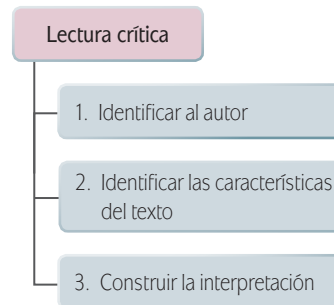 Lectura crítica
1. Identificar al autor
2. Identificar las características
del texto
3. Construir la interpretación